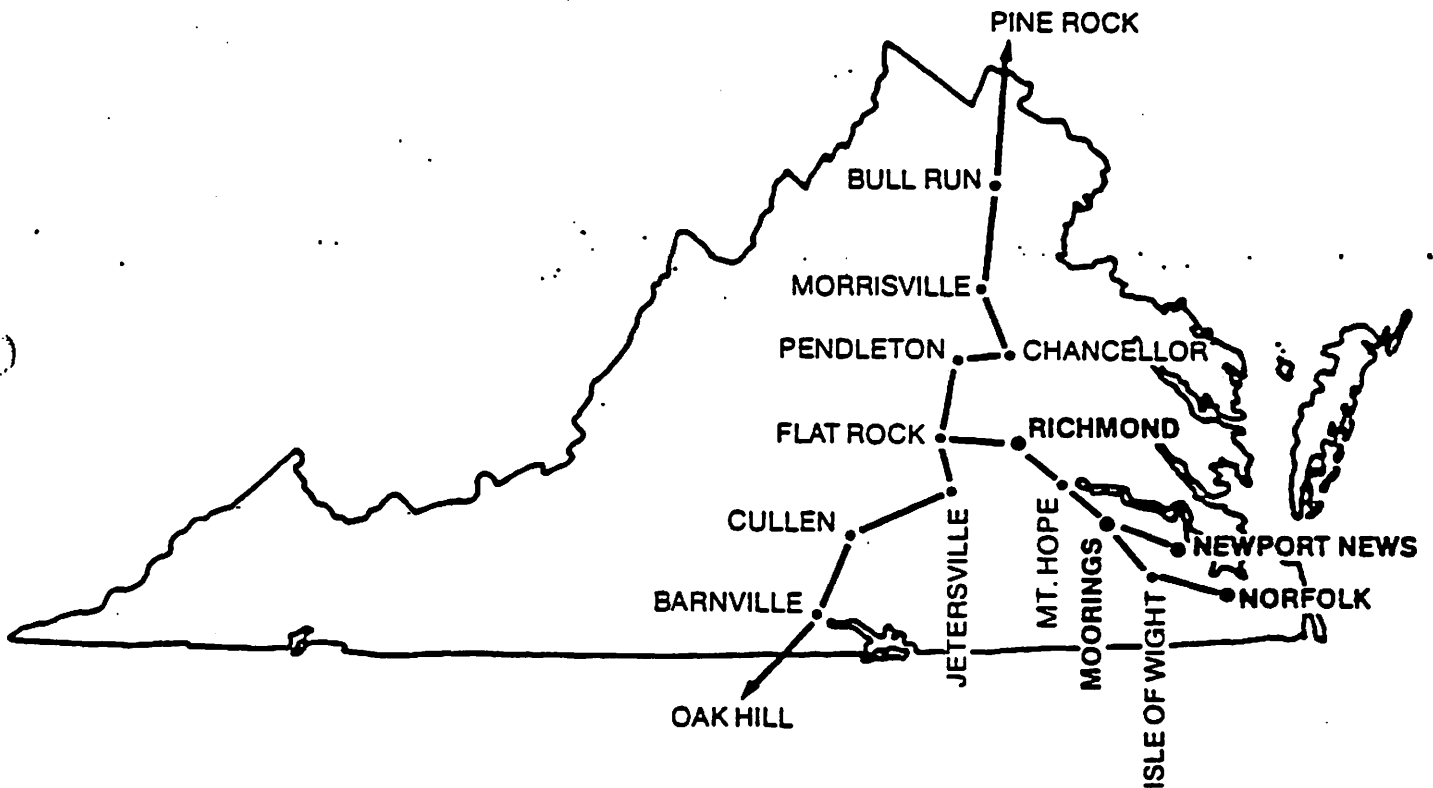 PINE ROCK
BULL RUN
MORRISVILLE
PENDLETON
CHANCELLOR
FLAT ROCK
RICHMOND
CULLEN
JETERSVILLE
MT. HOPE
MOORINGS
NEWPORT NEWS
BARNVILLE
ISLE OF WIGHT
NORFOLK
OAK HILL